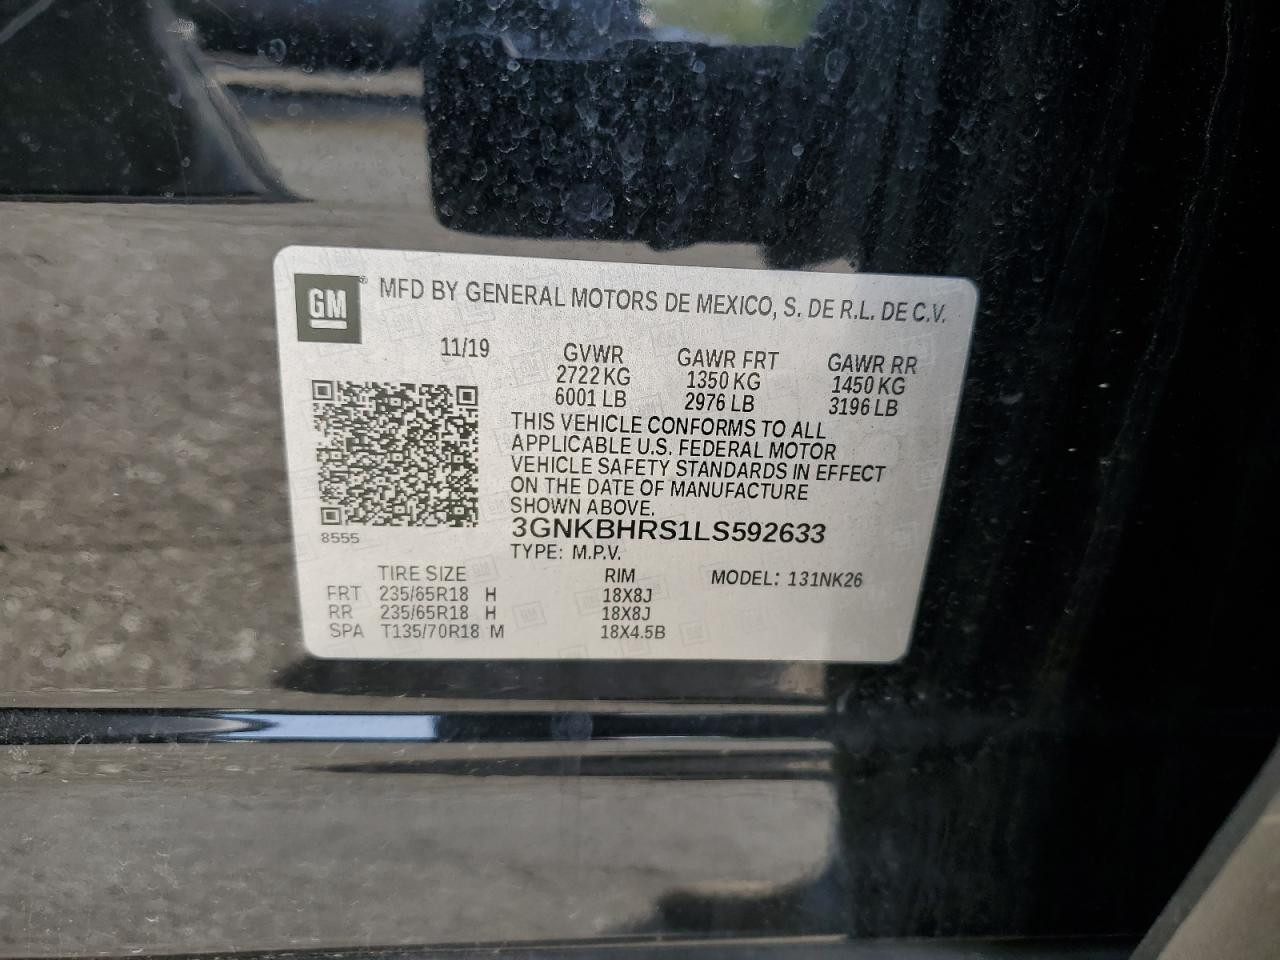 GM
MFD BY GENERAL MOTORS DE MEXICO, S. DE R.L. DE C.V.
11/19 GVWR GAWR FRT GAWR RR
2722 KG 1350 KG 1450 KG
6001 LB 2976 LB 3196 LB
THIS VEHICLE CONFORMS TO ALL
APPLICABLE U.S. FEDERAL MOTOR
VEHICLE SAFETY STANDARDS IN EFFECT
ON THE DATE OF MANUFACTURE
SHOWN ABOVE.
3GNKBHRS1LS592633
8555
TYPE: M.P.V.
TIRE SIZE RIM MODEL: 131NK26
FRT 235/65R18 H 18X8J
RR 235/65R18 H 18X8J
SPA T135/70R18 M 18X4.5B